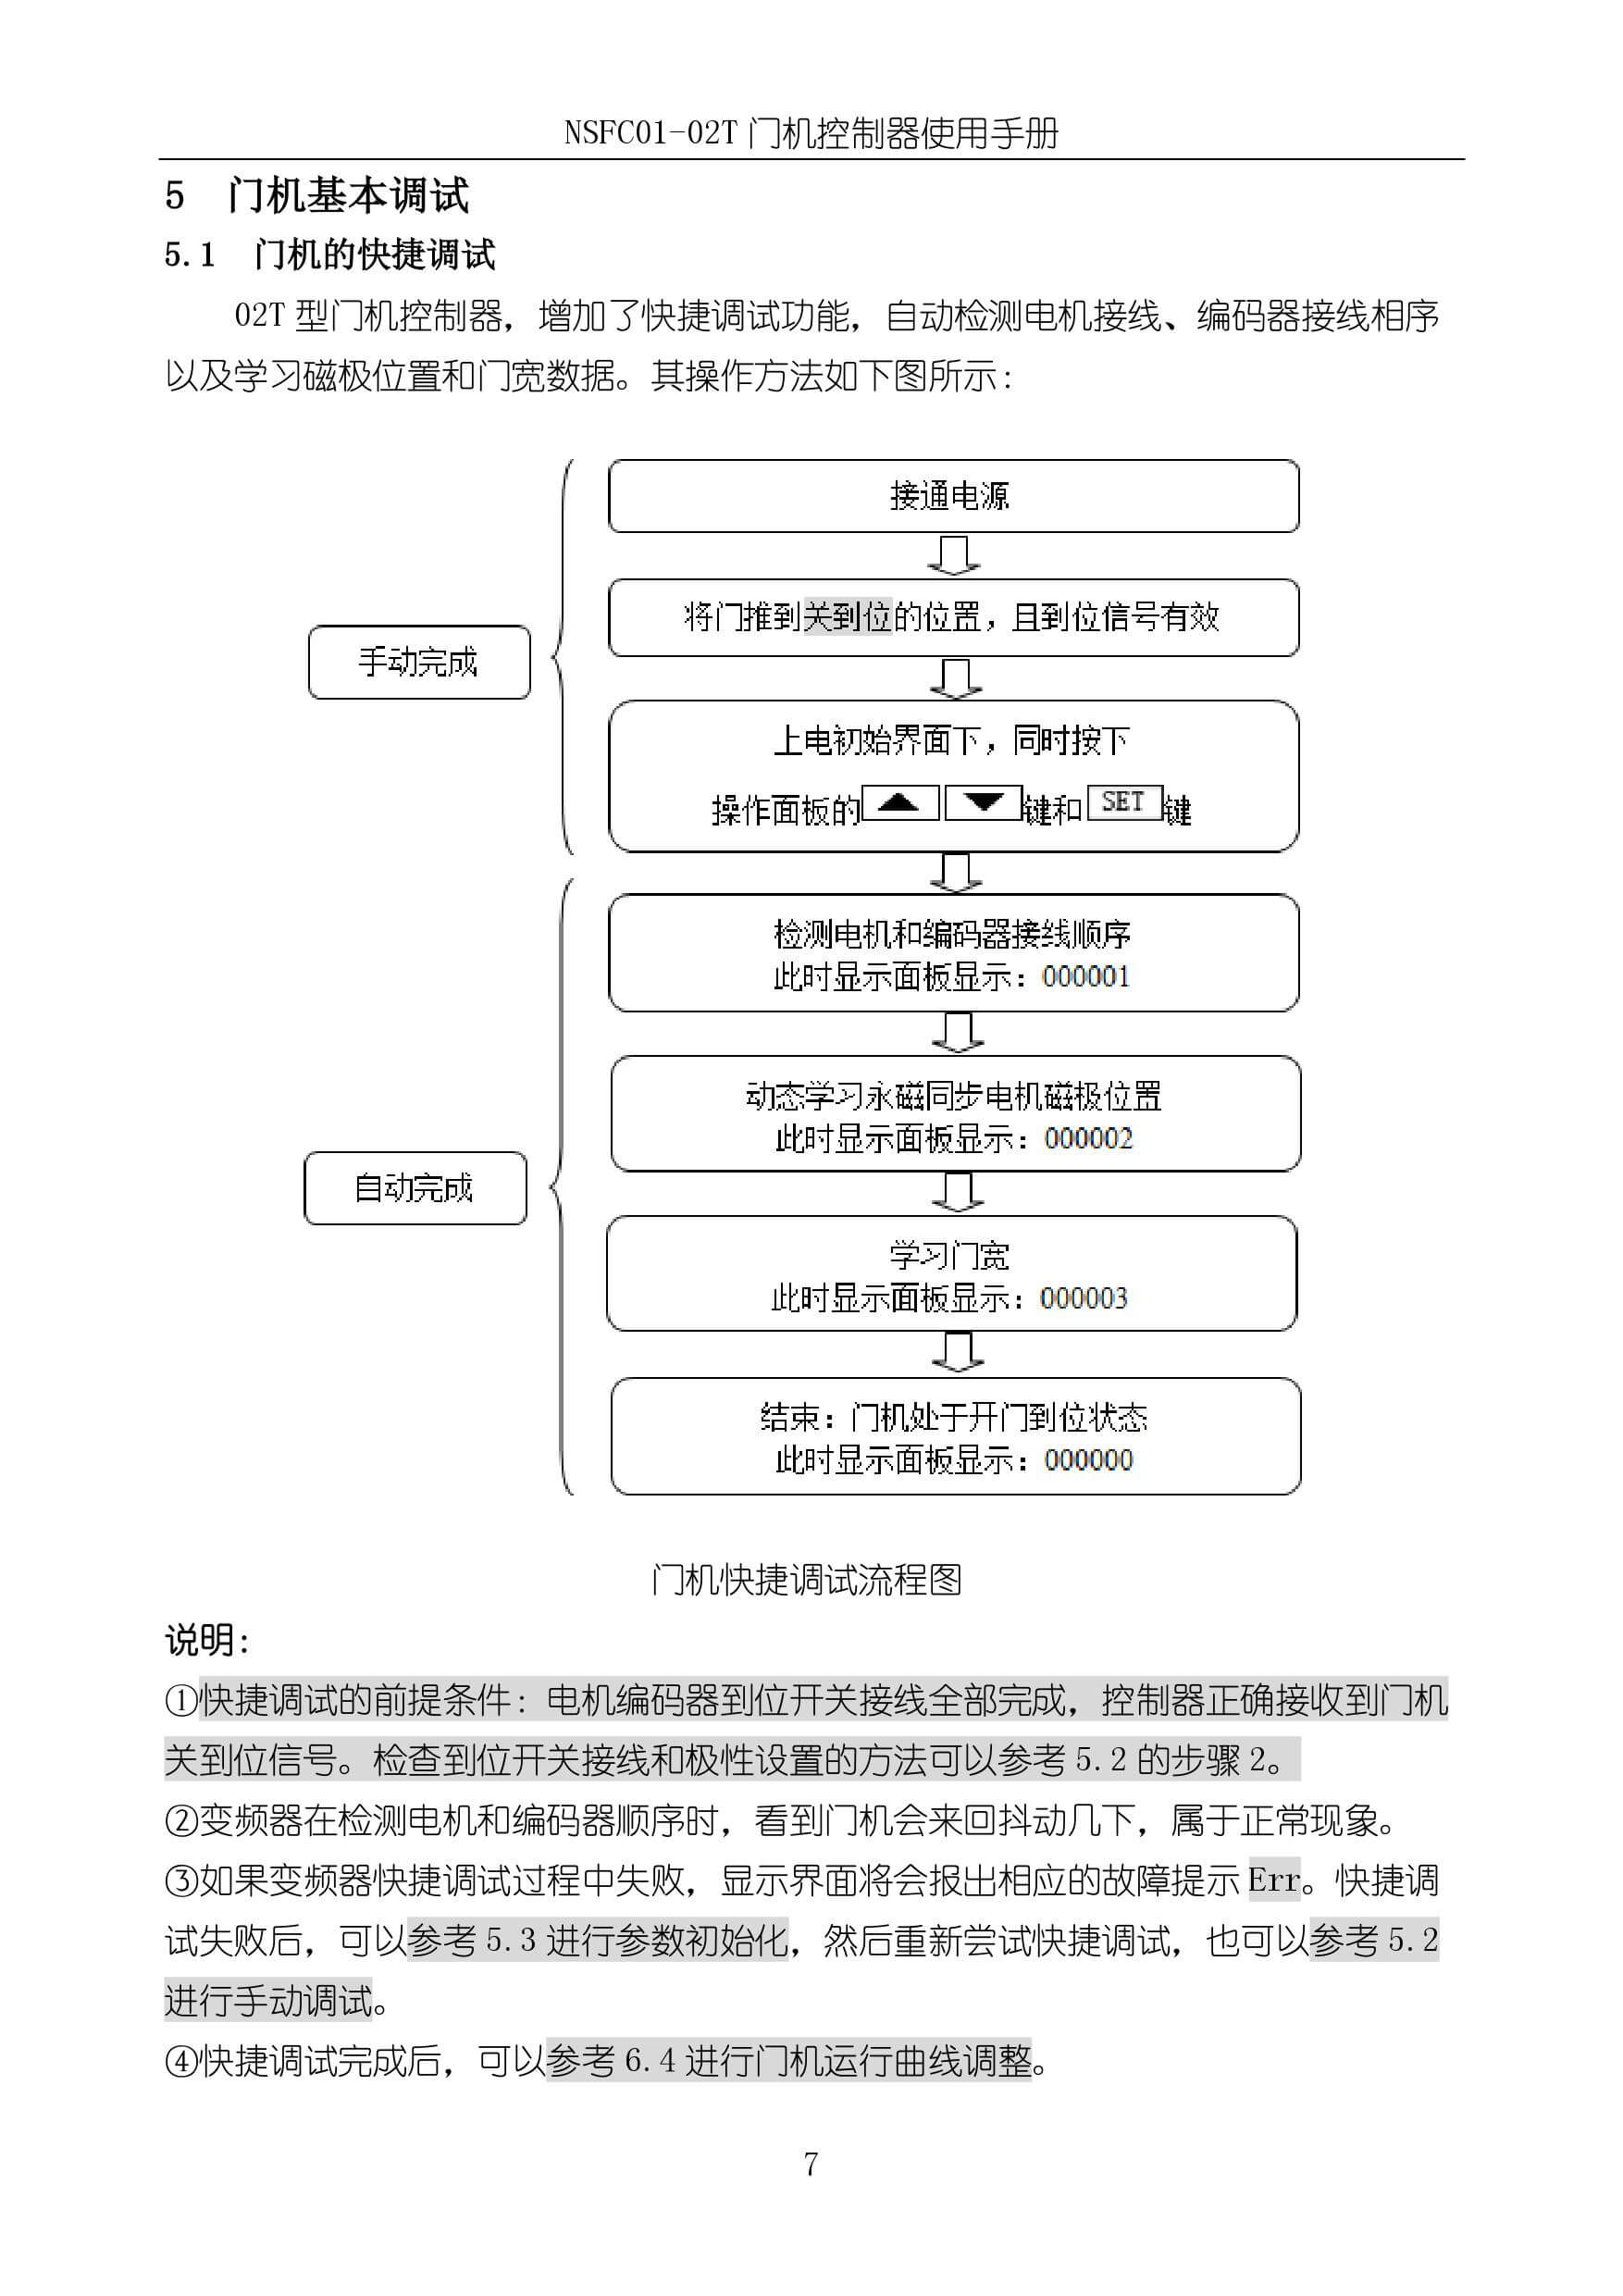 NSFC01-02T 门机控制器使用手册
5 门机基本调试
5.1 门机的快捷调试
02T 型门机控制器，增加了快捷调试功能，自动检测电机接线、编码器接线相序
以及学习磁极位置和门宽数据。其操作方法如下图所示：
接通电源
将门推到关到位的位置，且到位信号有效
手动完成
上电初始界面下，同时按下
操作面板的▲ ▼键和 SET 键
检测电机和编码器接线顺序
此时显示面板显示：000001
动态学习永磁同步电机磁极位置
此时显示面板显示：000002
自动完成
学习门宽
此时显示面板显示：000003
结束：门机处于开门到位状态
此时显示面板显示：000000
门机快捷调试流程图
说明：
①快捷调试的前提条件：电机编码器到位开关接线全部完成，控制器正确接收到门机
关到位信号。检查到位开关接线和极性设置的方法可以参考 5.2 的步骤 2。
②变频器在检测电机和编码器顺序时，看到门机会来回抖动几下，属于正常现象。
③如果变频器快捷调试过程中失败，显示界面将会报出相应的故障提示 Err。快捷调
试失败后，可以参考 5.3 进行参数初始化，然后重新尝试快捷调试，也可以参考 5.2
进行手动调试。
④快捷调试完成后，可以参考 6.4 进行门机运行曲线调整。
7